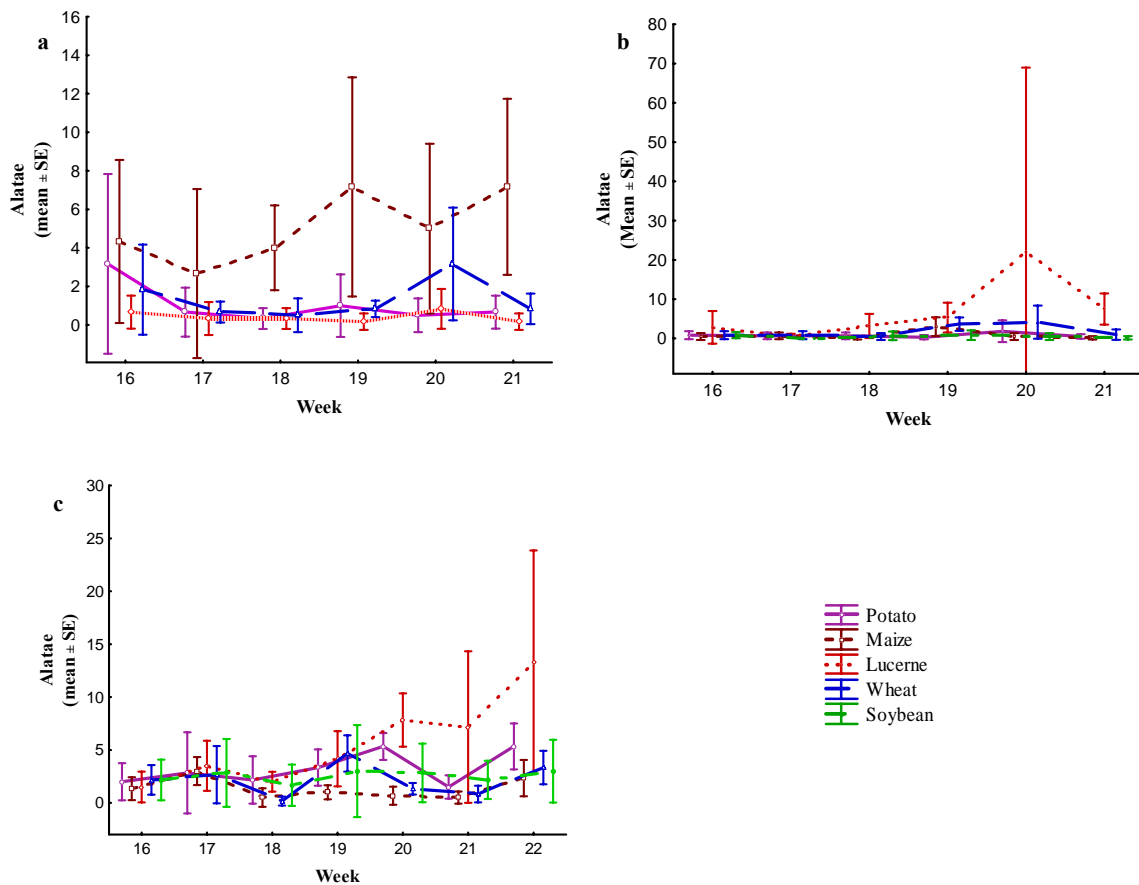 a
16
14
12
10
8
6
4
2
0
Alatae
(mean ± SE)
16 17 18 19 20 21
Week
b
80
70
60
50
40
30
20
10
0
Alatae
(Mean ± SE)
16 17 18 19 20 21
Week
c
30
25
20
15
10
5
0
Alatae
(mean ± SE)
16 17 18 19 20 21 22
Week
Potato
Maize
Lucerne
Wheat
Soybean